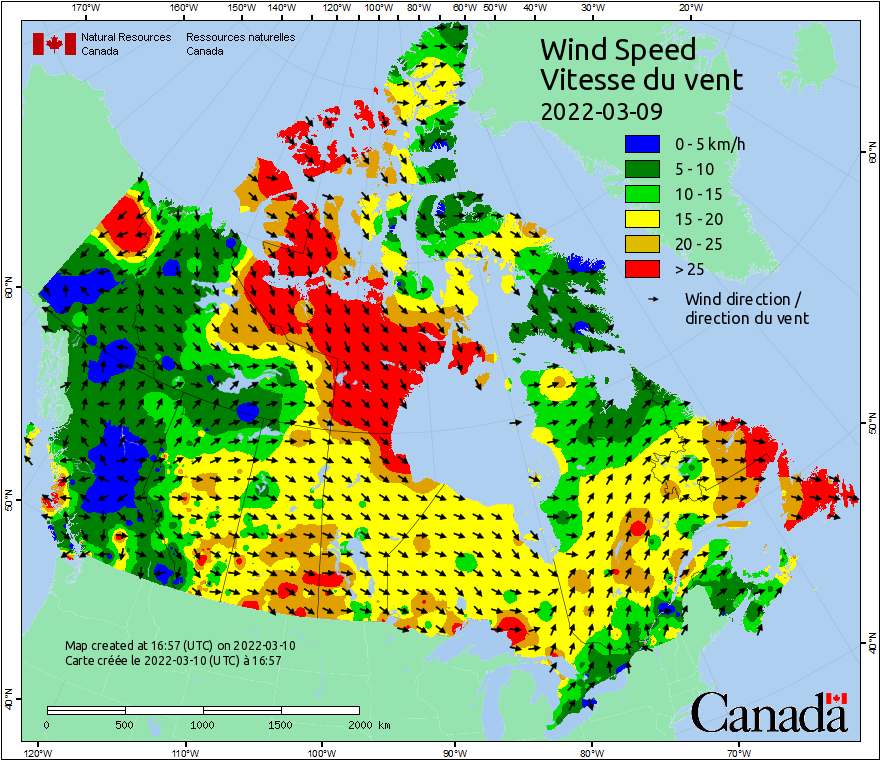 170°W 160°W 150°W 140°W 120°W 100°W 80°W 60°W 50°W 40°W 30°W 20°W
Natural Resources Ressources naturelles
Canada Canada
Wind Speed
Vitesse du vent
2022-03-09
0 - 5 km/h
5 - 10
10 - 15
15 - 20
20 - 25
> 25
Wind direction /
direction du vent
60°N
50°N
40°N
60°N
50°N
40°N
Map created at 16:57 (UTC) on 2022-03-10
Carte créée le 2022-03-10 (UTC) à 16:57
0 500 1000 1500 2000 km
Canada
120°W 110°W 100°W 90°W 80°W 70°W